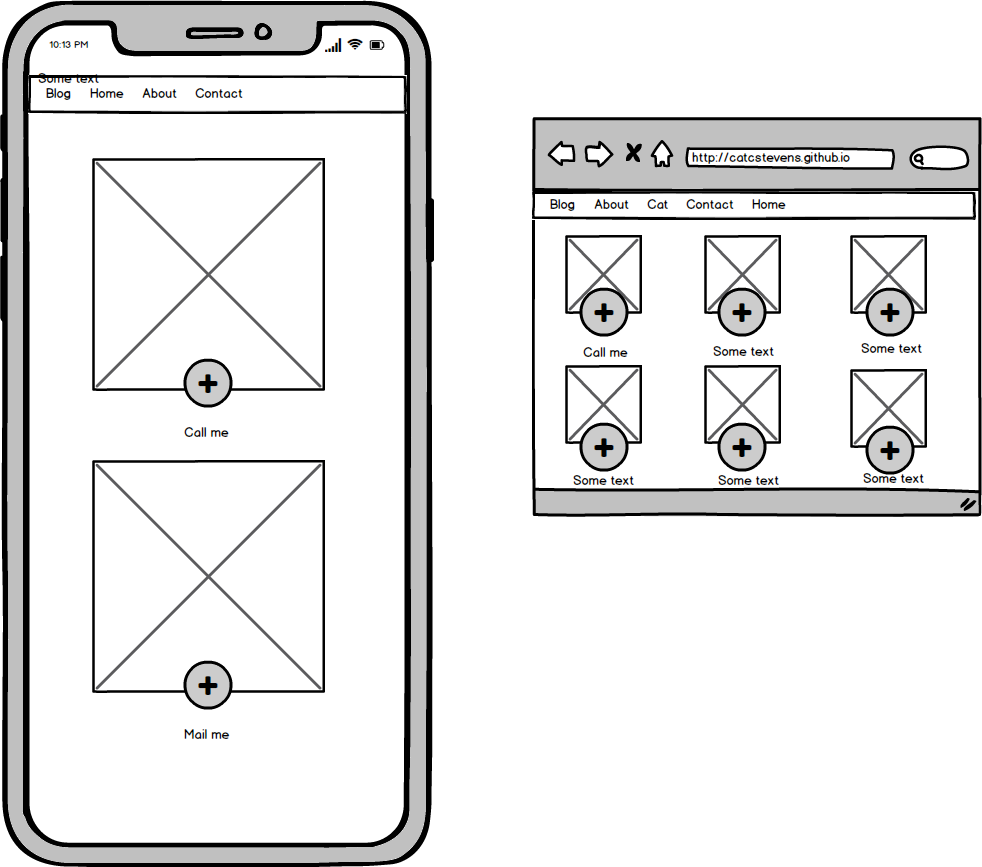 10:13 PM
Some text
Blog Home About Contact
Call me
Mail me
http://catcstevens.github.io
Blog About Cat Contact Home
Call me Some text Some text
Some text Some text Some text